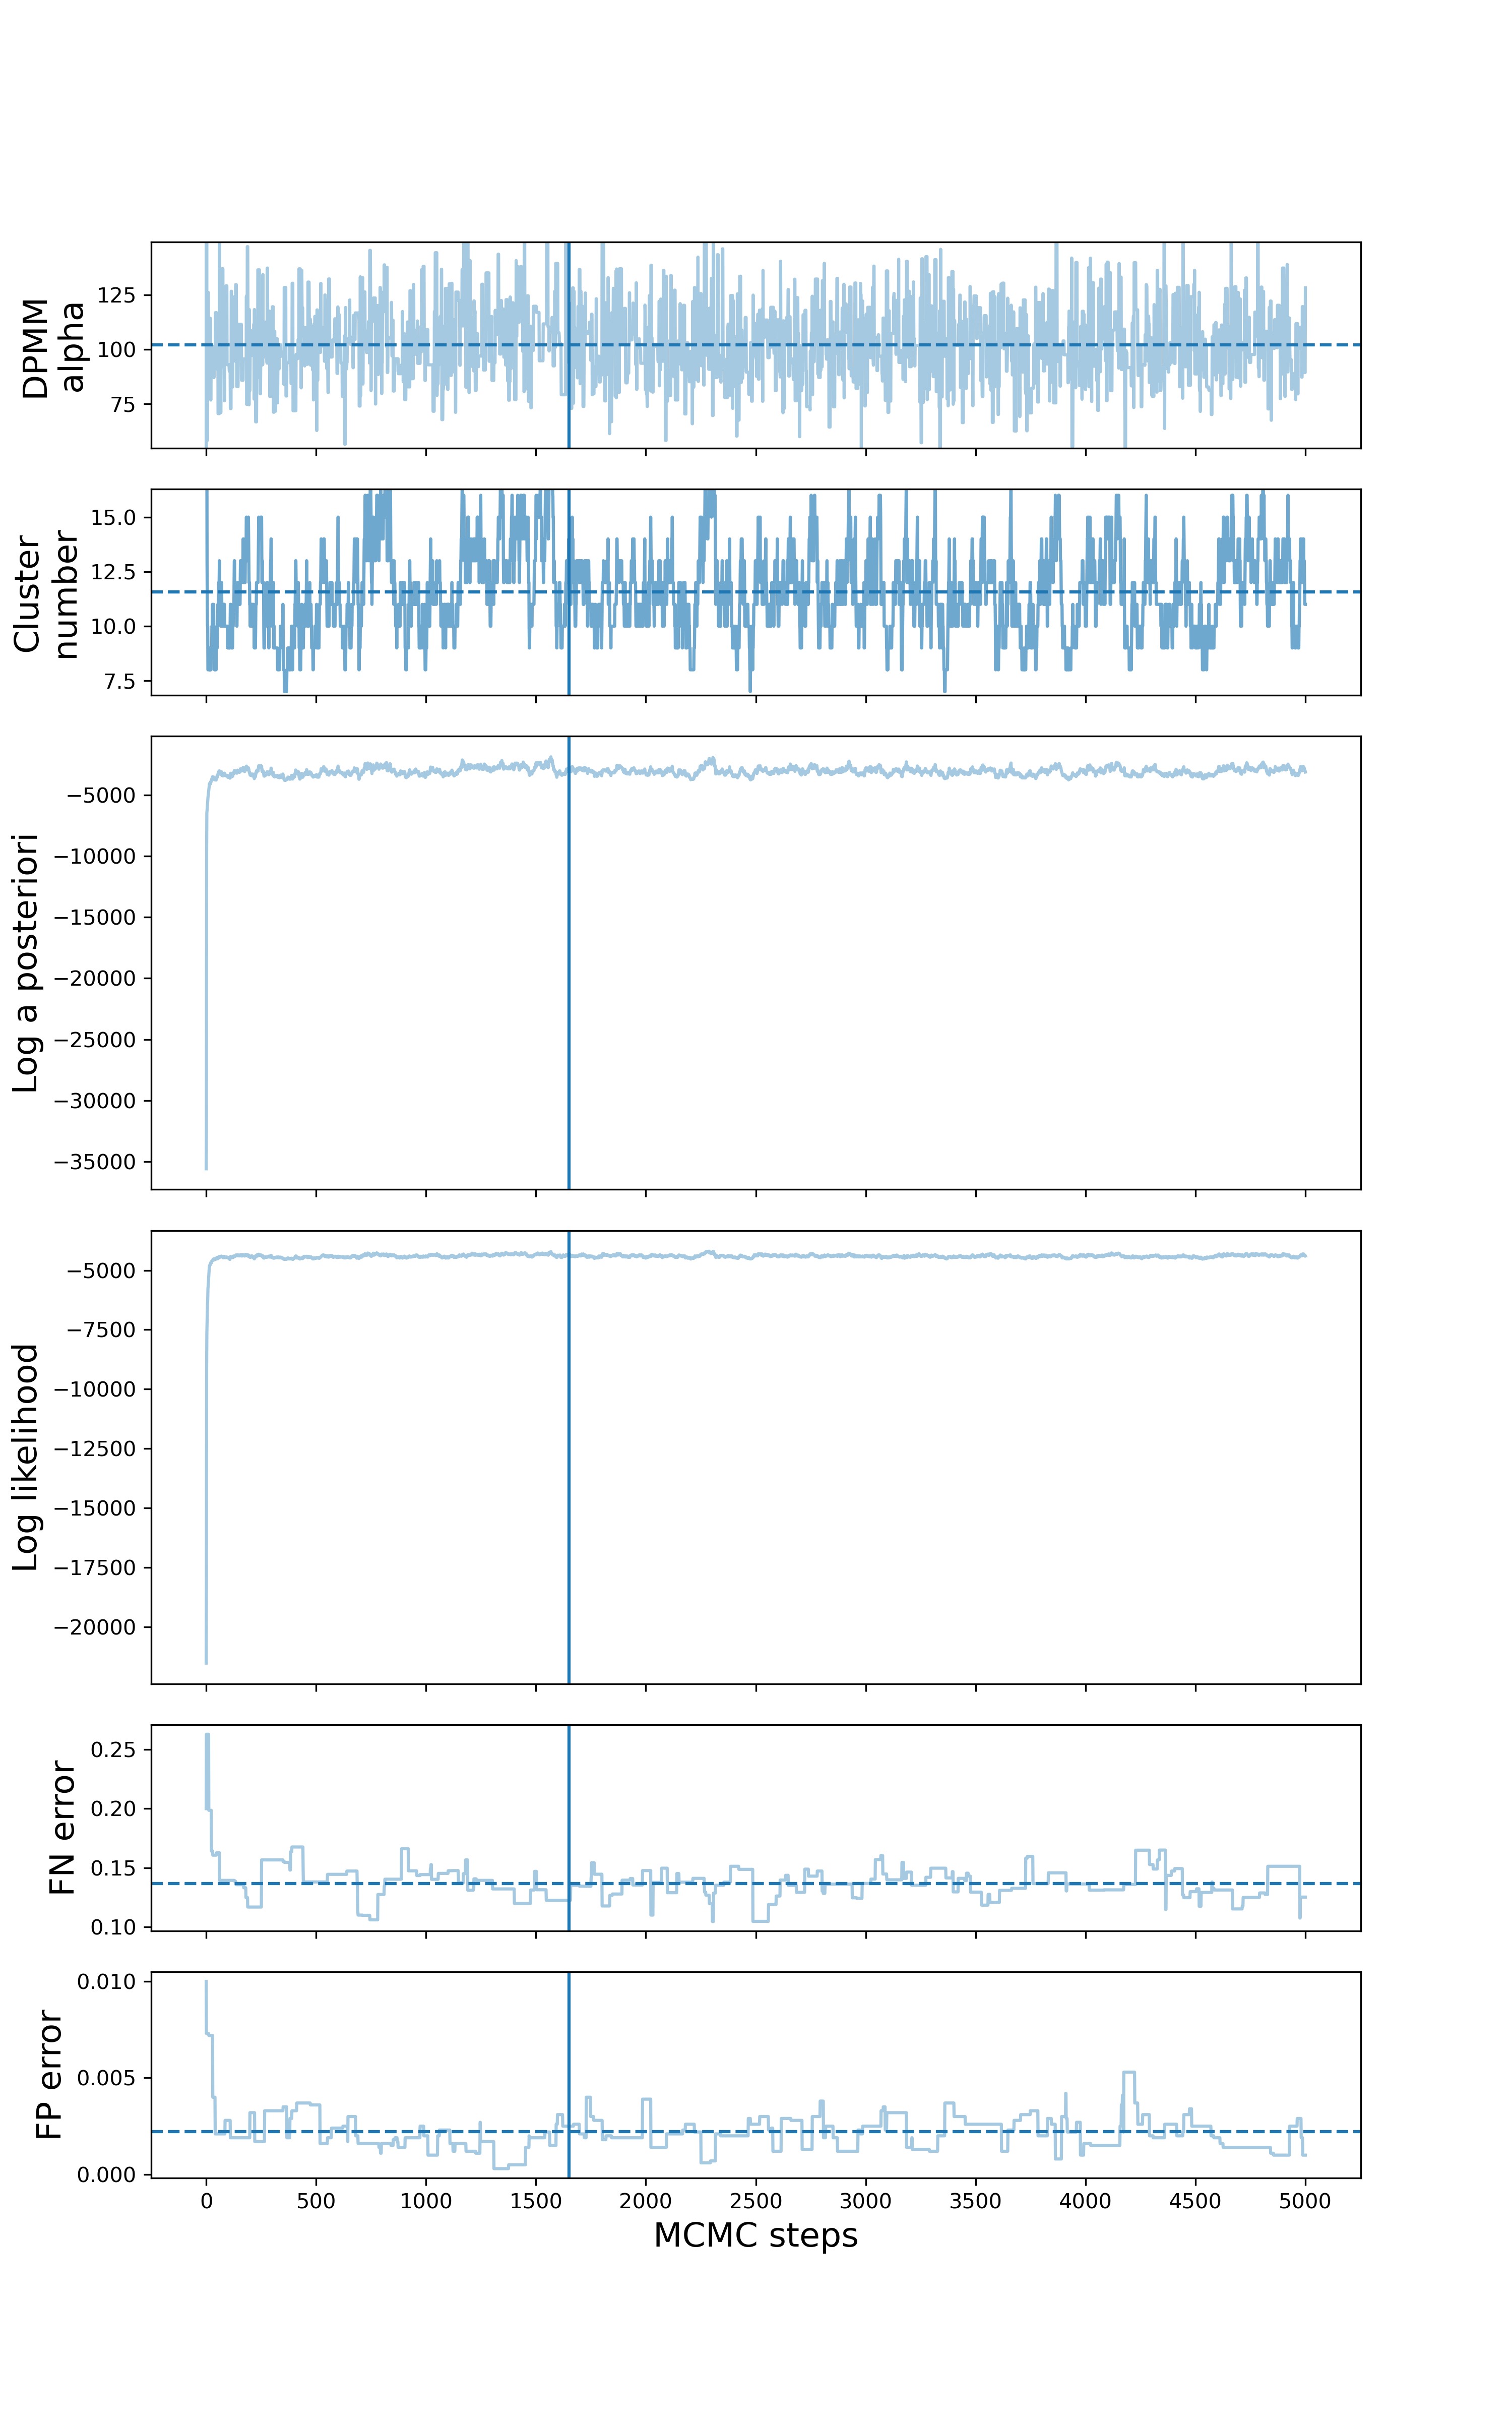 DPMM
alpha
125
100
75
Cluster
number
15.0
12.5
10.0
7.5
Log a posteriori
−5000
−10000
−15000
−20000
−25000
−30000
−35000
Log likelihood
−5000
−7500
−10000
−12500
−15000
−17500
−20000
FN error
0.25
0.20
0.15
0.10
FP error
0.010
0.005
0.000
0 500 1000 1500 2000 2500 3000 3500 4000 4500 5000
MCMC steps